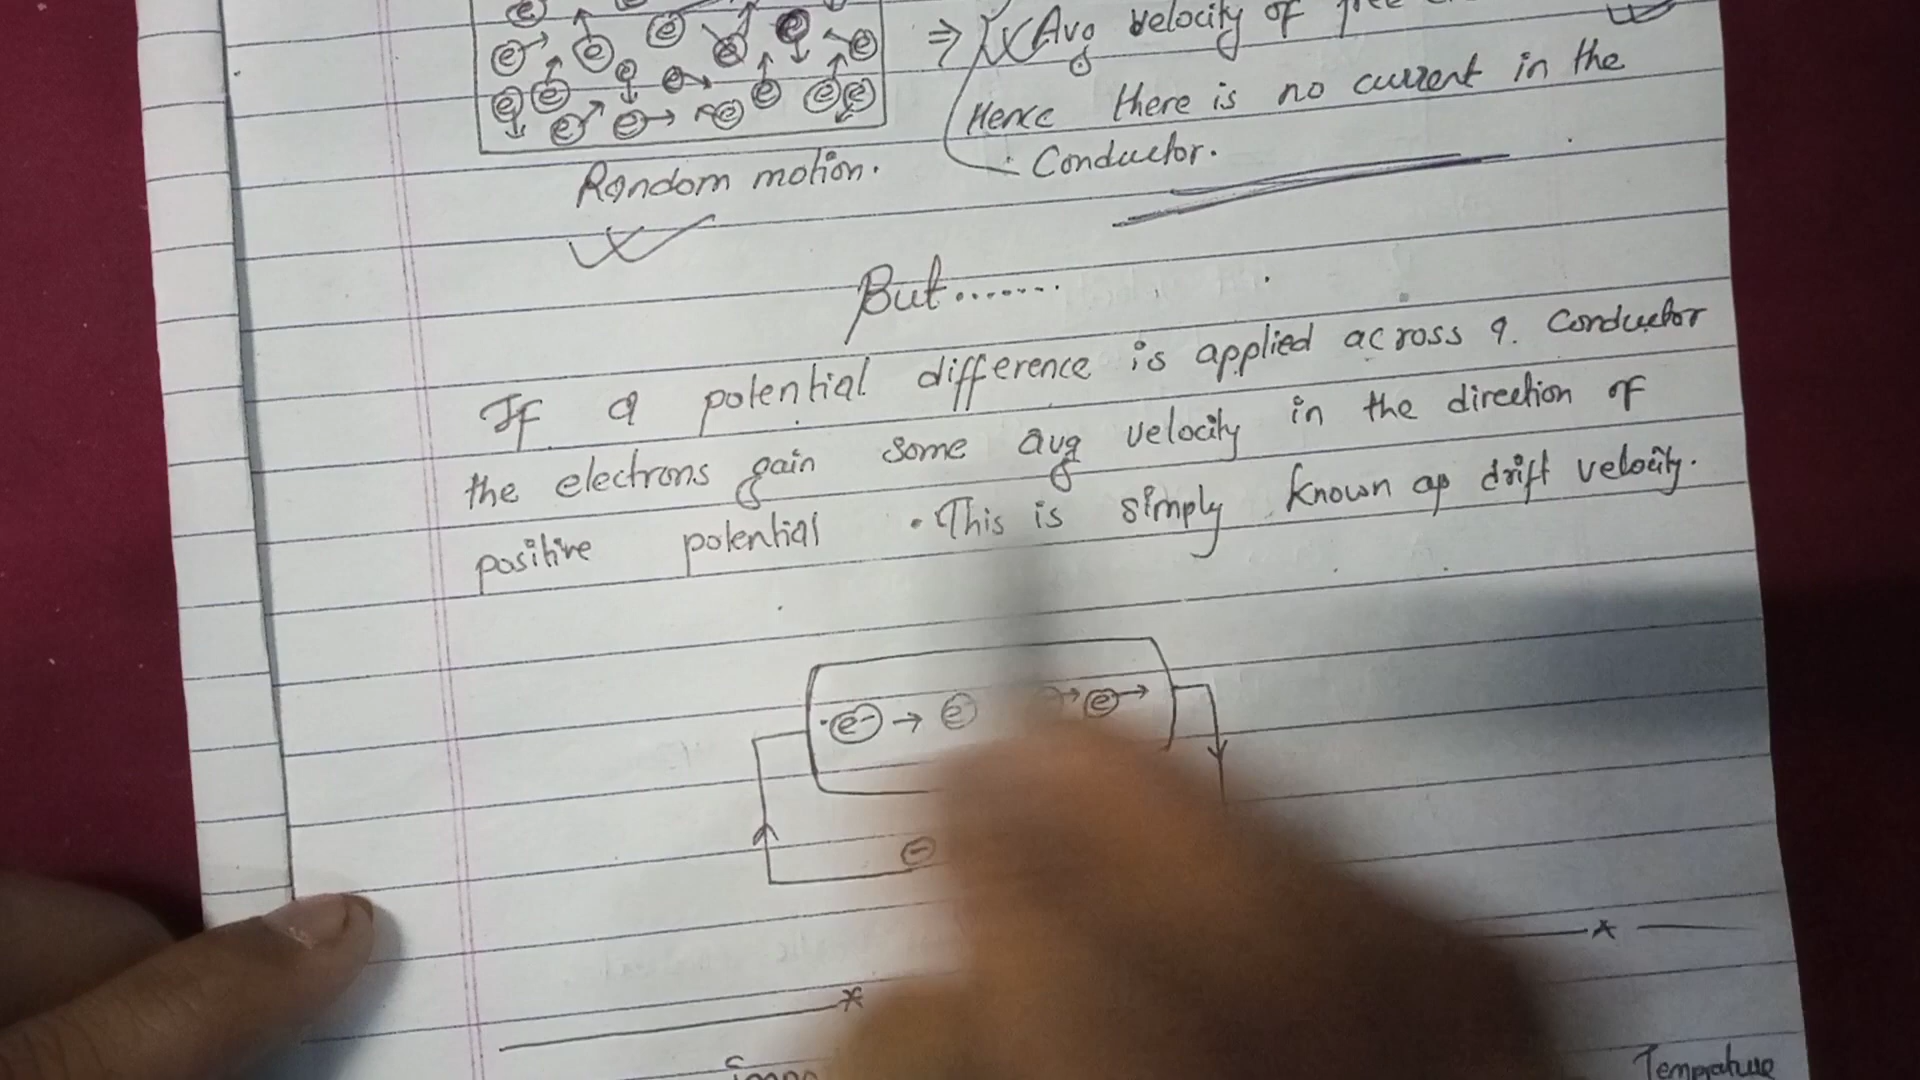 ⇒ Avg velocity of free
Hence there is no current in the
Conductor.
Random motion.
But.......
If a potential difference is applied across a. Conductor
the electrons gain some avg velocity in the direction of
positive potential . This is simply known as drift velocity.
e⁻ → e → e →
⊖
Temprature